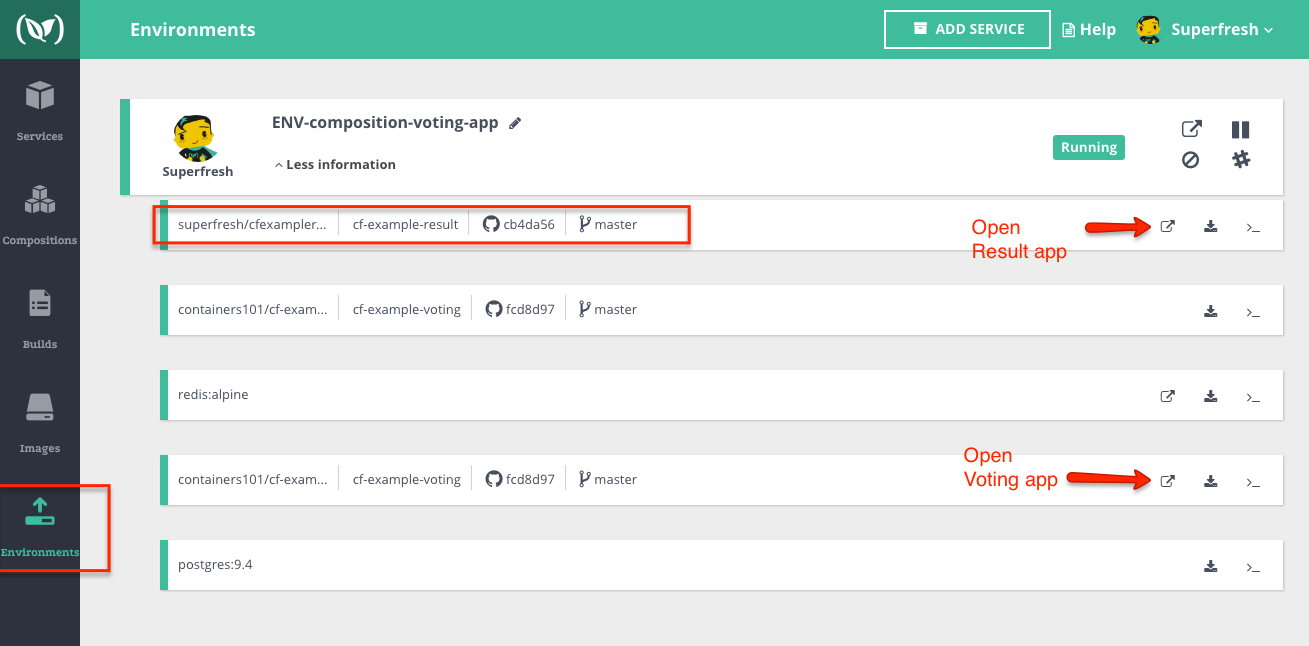 Environments
ADD SERVICE
Help
Superfresh
Services
Compositions
Builds
Images
Environments
ENV-composition-voting-app
Superfresh
Less information
Running
superfresh/cfexampler... cf-example-result cb4da56 master
Open
Result app
containers101/cf-exam... cf-example-voting fcd8d97 master
redis:alpine
containers101/cf-exam... cf-example-voting fcd8d97 master
Open
Voting app
postgres:9.4